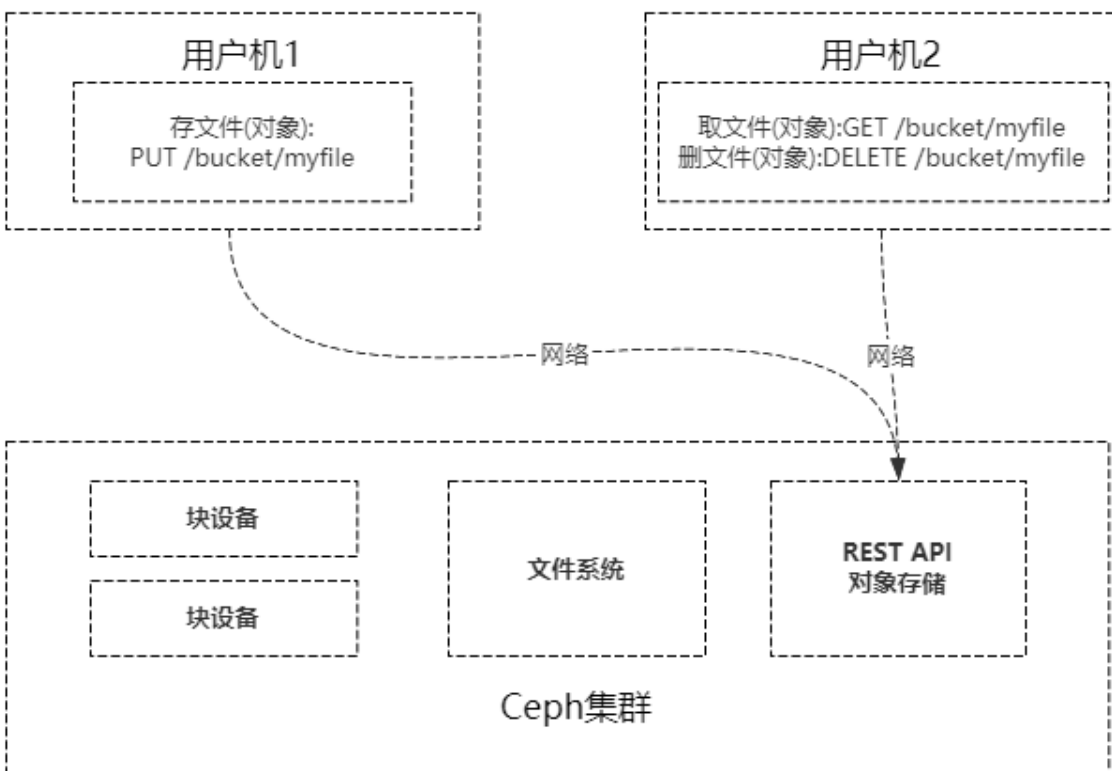 用户机1
存文件(对象):
PUT /bucket/myfile
用户机2
取文件(对象):GET /bucket/myfile
删文件(对象):DELETE /bucket/myfile
网络
网络
块设备
块设备
文件系统
REST API
对象存储
Ceph集群